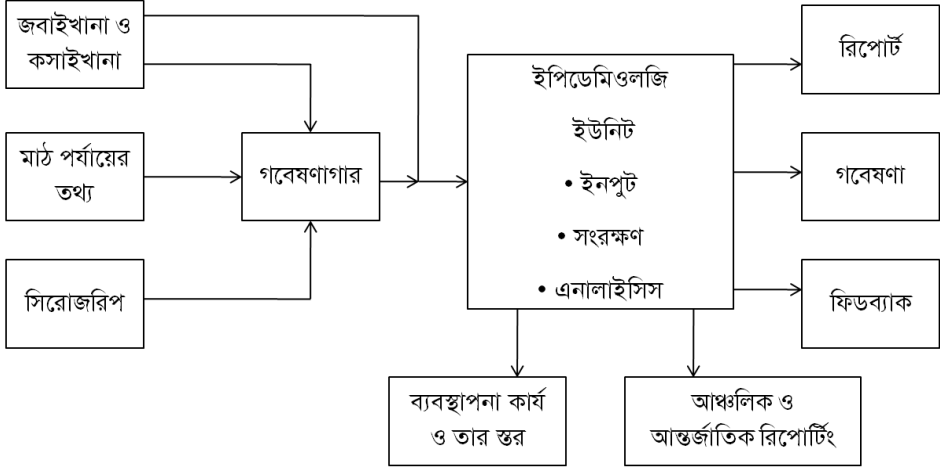 জবাইখানা ও
কসাইখানা
মাঠ পর্যায়ের
তথ্য
সিরোজরিপ
গবেষণাগার
ইপিডেমিওলজি
ইউনিট
• ইনপুট
• সংরক্ষণ
• এনালাইসিস
রিপোর্ট
গবেষণা
ফিডব্যাক
ব্যবস্থাপনা কার্য
ও তার স্তর
আঞ্চলিক ও
আন্তর্জাতিক রিপোর্টিং